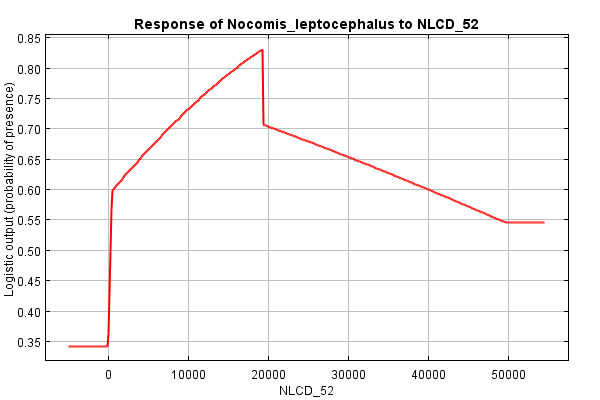 Response of Nocomis_leptocephalus to NLCD_52
Logistic output (probability of presence)
0.85
0.80
0.75
0.70
0.65
0.60
0.55
0.50
0.45
0.40
0.35
0 10000 20000 30000 40000 50000
NLCD_52